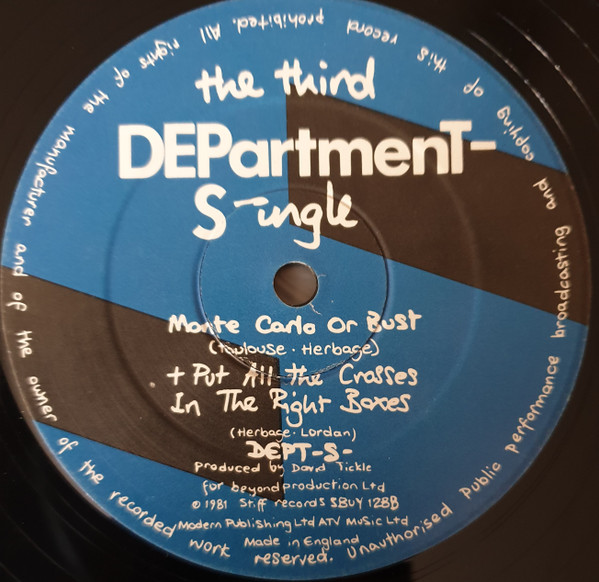 the third
DEPartmenT-
S-ingle
Monte Carlo Or Bust
(Toulouse · Herbage)
+ Put All The Crosses
In The Right Boxes
(Herbage · Lordan)
DEPT-S-
produced by David Tickle
for beyond production Ltd
© 1981 Stiff records SBUY 128B
Modern Publishing Ltd ATV Music Ltd
Made in England
All rights of the manufacturer and of the owner of the recorded work reserved. Unauthorised Public Performance broadcasting and copying of this record prohibited.